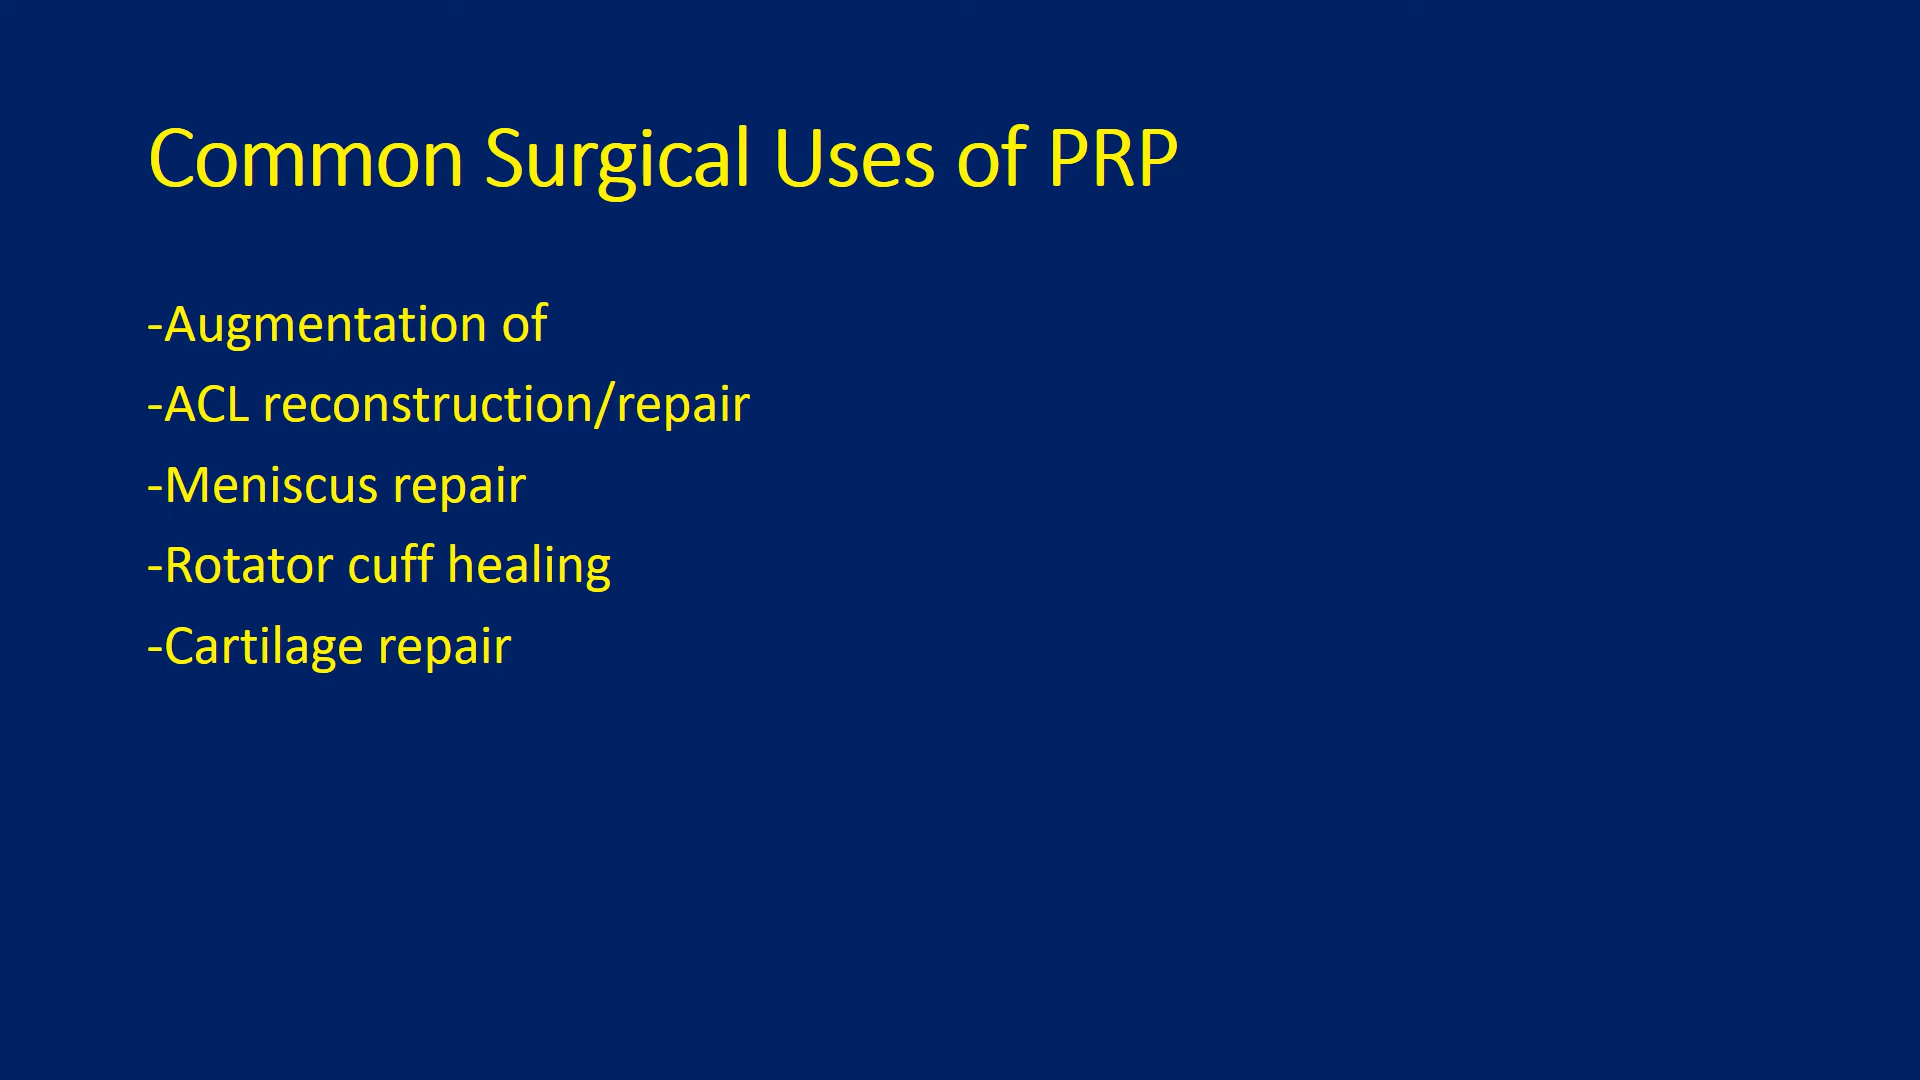 Common Surgical Uses of PRP
-Augmentation of
-ACL reconstruction/repair
-Meniscus repair
-Rotator cuff healing
-Cartilage repair